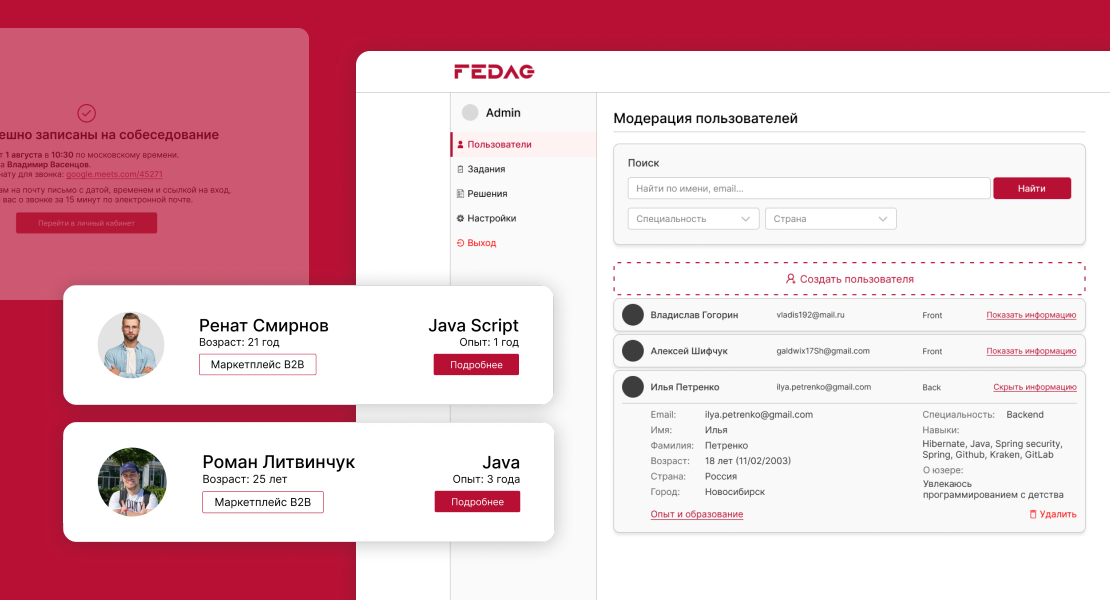 FEDAG
ешно записаны на собеседование
1 августа в 10:30 по московскому времени.
Владимир Васенцов.
нату для звонка: google.meets.com/45271
ам на почту письмо с датой, временем и ссылкой на вход,
вас о звонке за 15 минут по электронной почте.
Перейти в личный кабинет
Admin
Пользователи
Задания
Решения
Настройки
Выход
Модерация пользователей
Поиск
Найти по имени, email...
Найти
Специальность
Страна
Создать пользователя
Владислав Гогорин vladis192@mail.ru Front Показать информацию
Алексей Шифчук galdwix175h@gmail.com Front Показать информацию
Илья Петренко ilya.petrenko@gmail.com Back Скрыть информацию
Email: ilya.petrenko@gmail.com
Имя: Илья
Фамилия: Петренко
Возраст: 18 лет (11/02/2003)
Страна: Россия
Город: Новосибирск
Опыт и образование
Специальность: Backend
Навыки:
Hibernate, Java, Spring security,
Spring, Github, Kraken, GitLab
О юзере:
Увлекаюсь
программированием с детства
Удалить
Ренат Смирнов
Возраст: 21 год
Маркетплейс B2B
Java Script
Опыт: 1 год
Подробнее
Роман Литвинчук
Возраст: 25 лет
Маркетплейс B2B
Java
Опыт: 3 года
Подробнее